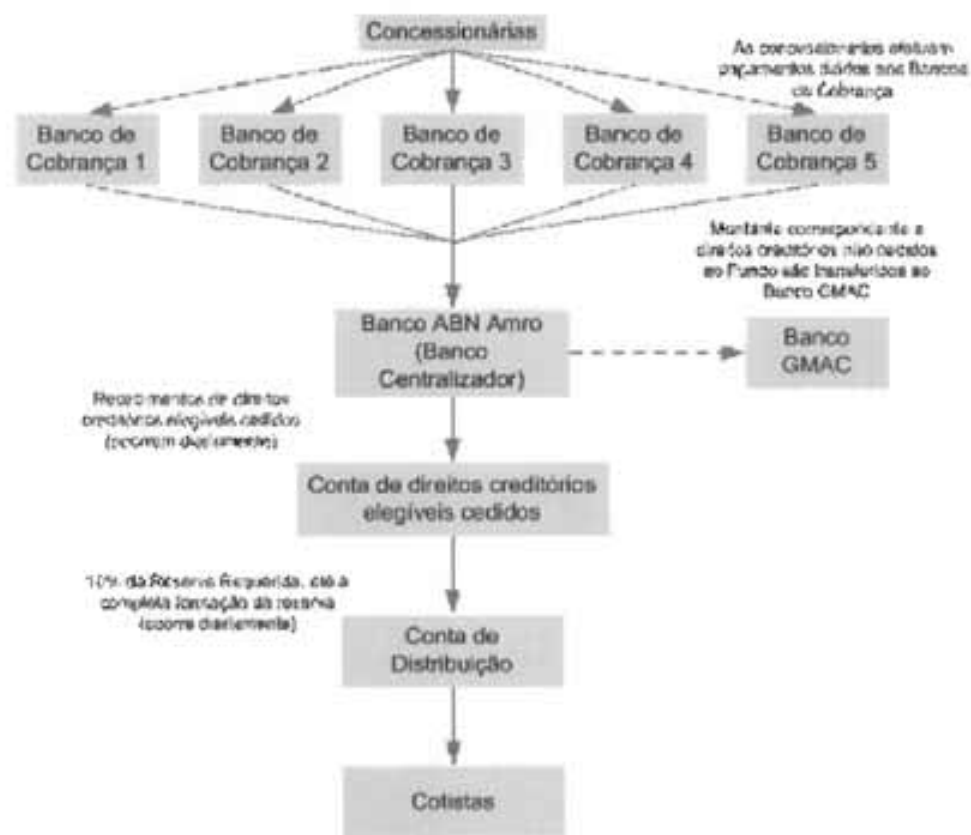 Concessionárias
As concessionárias efetuam
pagamentos diários aos Bancos
de Cobrança
Banco de
Cobrança 1
Banco de
Cobrança 2
Banco de
Cobrança 3
Banco de
Cobrança 4
Banco de
Cobrança 5
Montante correspondente a
direitos creditórios não cedidos
ao Fundo são transferidos ao
Banco GMAC
Banco ABN Amro
(Banco
Centralizador)
Banco
GMAC
Recebimentos de direitos
creditórios elegíveis cedidos
(ocorrem diariamente)
Conta de direitos creditórios
elegíveis cedidos
10% da Reserva Requerida, até a
completa formação da reserva
(ocorre diariamente)
Conta de
Distribuição
Cotistas